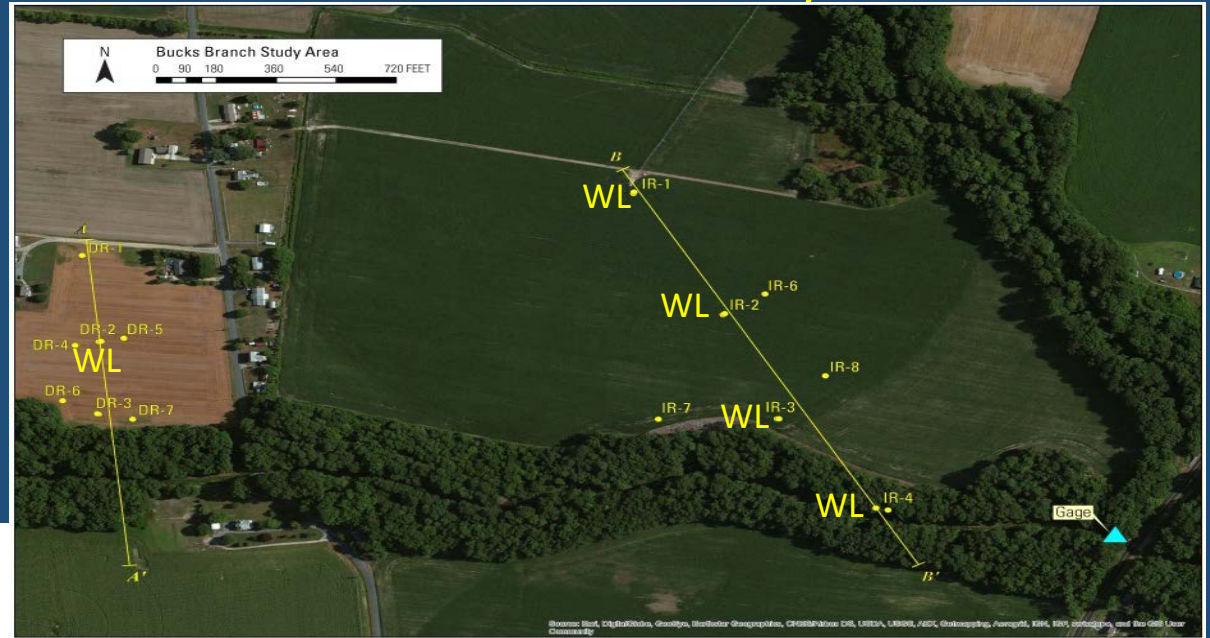 N
Bucks Branch Study Area
0 90 180 360 540 720 FEET
B
IR-1
WL
DR-1
IR-6
WL
IR-2
DR-2
DR-5
DR-4
WL
IR-8
DR-6
DR-3
DR-7
IR-7
WL
IR-3
WL
IR-4
Gage
A'
B'
Community